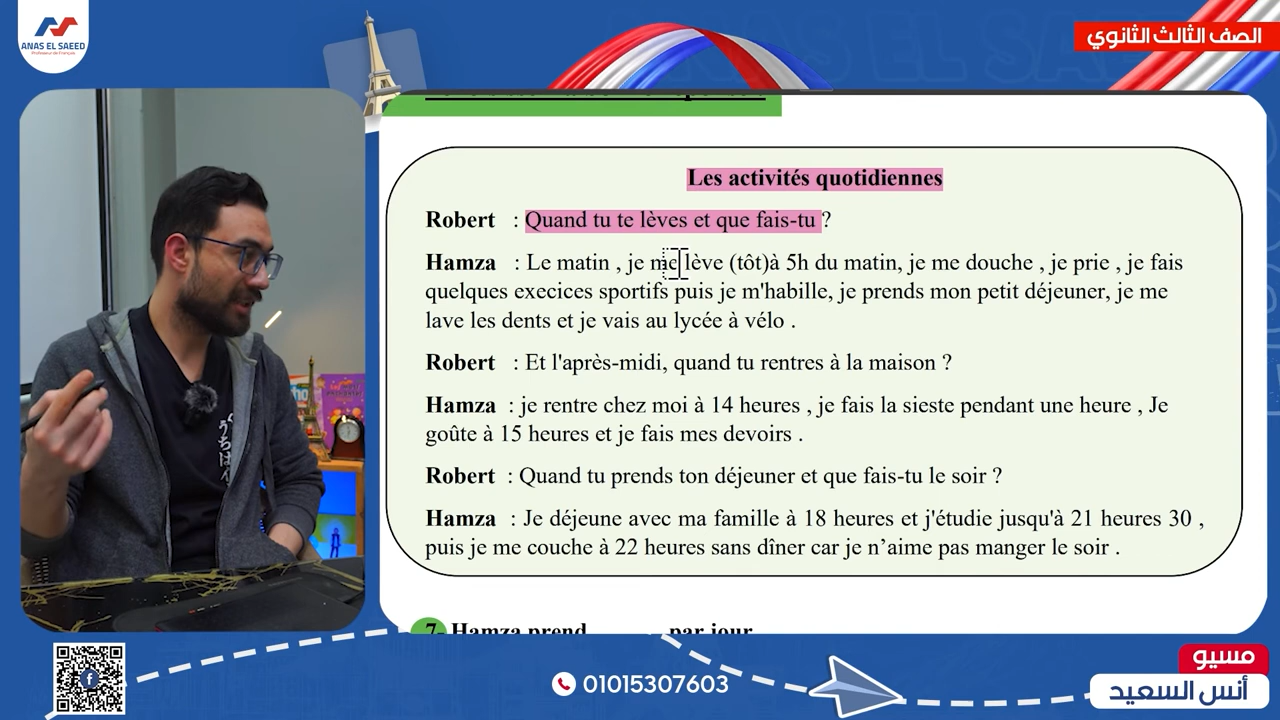 ANAS EL SAEED
Professeur de Français
الصف الثالث الثانوي
Les activités quotidiennes
Robert : Quand tu te lèves et que fais-tu ?
Hamza : Le matin , je me lève (tôt)à 5h du matin, je me douche , je prie , je fais
quelques execices sportifs puis je m'habille, je prends mon petit déjeuner, je me
lave les dents et je vais au lycée à vélo .
Robert : Et l'après-midi, quand tu rentres à la maison ?
Hamza : je rentre chez moi à 14 heures , je fais la sieste pendant une heure , Je
goûte à 15 heures et je fais mes devoirs .
Robert : Quand tu prends ton déjeuner et que fais-tu le soir ?
Hamza : Je déjeune avec ma famille à 18 heures et j'étudie jusqu'à 21 heures 30 ,
puis je me couche à 22 heures sans dîner car je n’aime pas manger le soir .
7- Hamza prend par jour
01015307603
مسيو
أنس السعيد